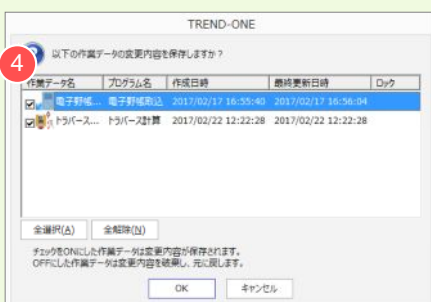 TREND-ONE
4
以下の作業データの変更内容を保存しますか?
作業データ名 プログラム名 作成日時 最終更新日時 ロック
電子野帳... 電子野帳取込 2017/02/17 16:55:40 2017/02/17 16:56:04
トラバース... トラバース計算 2017/02/22 12:22:28 2017/02/22 12:22:28
全選択(A) 全解除(N)
チェックをONにした作業データは変更内容が保存されます。
OFFにした作業データは変更内容を破棄し、元に戻します。
OK キャンセル